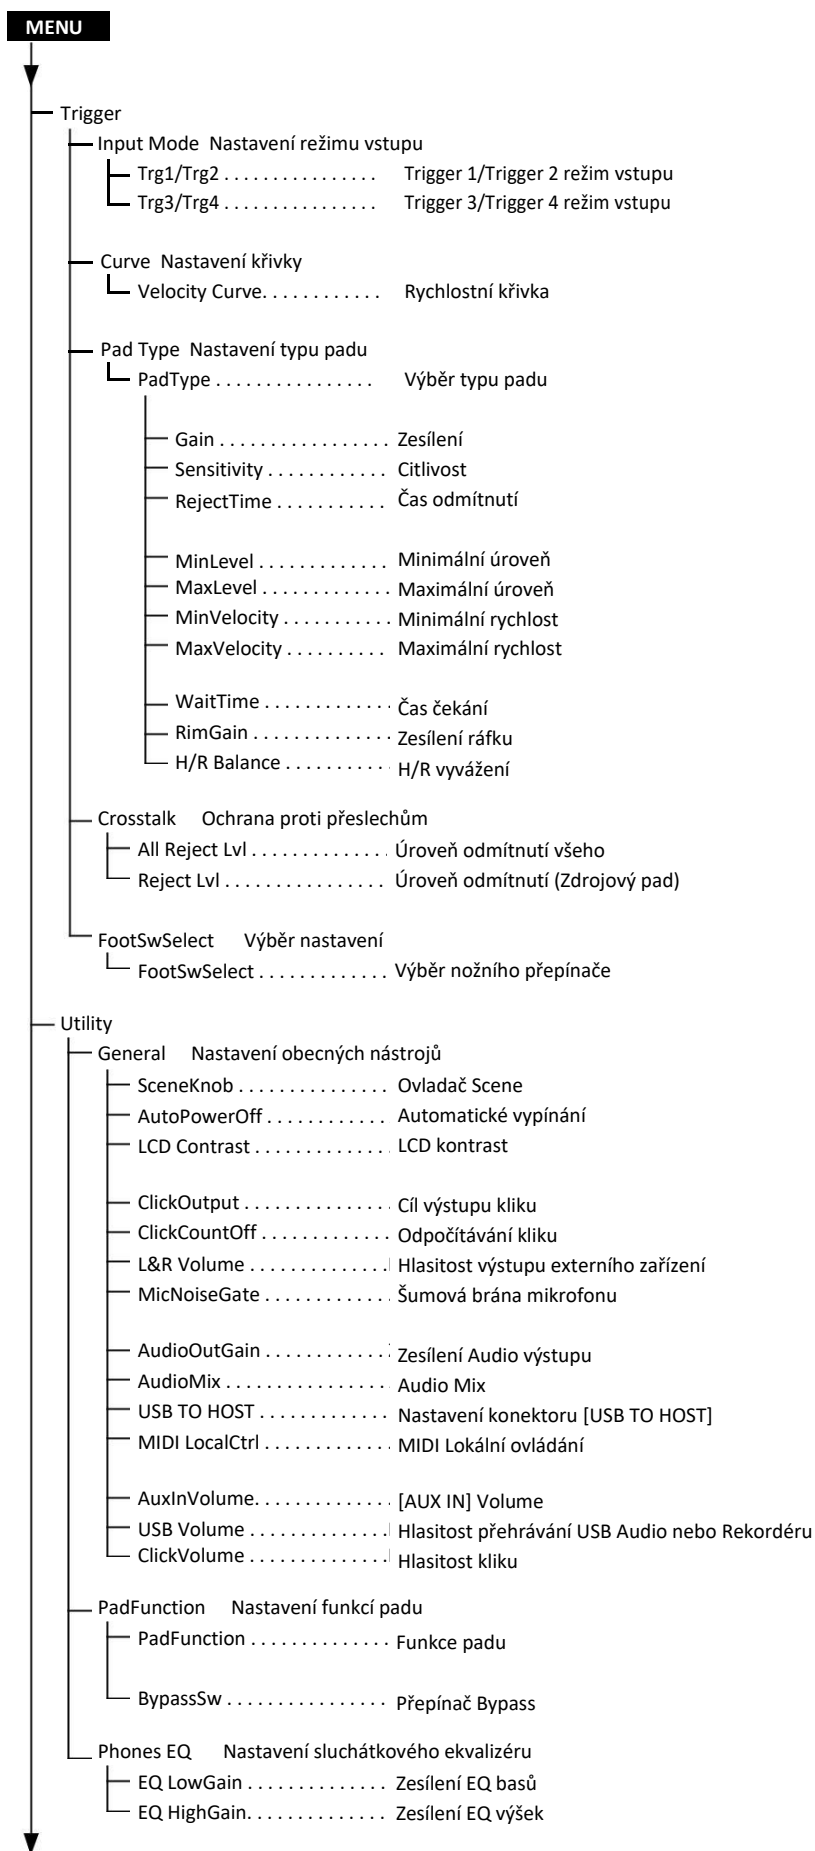 MENU
Trigger
Input Mode Nastavení režimu vstupu
Trg1/Trg2 . . . . . . . . . . . . . . . . Trigger 1/Trigger 2 režim vstupu
Trg3/Trg4 . . . . . . . . . . . . . . . . Trigger 3/Trigger 4 režim vstupu
Curve Nastavení křivky
Velocity Curve. . . . . . . . . . . . Rychlostní křivka
Pad Type Nastavení typu padu
PadType . . . . . . . . . . . . . . . . Výběr typu padu
Gain . . . . . . . . . . . . . . . . . Zesílení
Sensitivity . . . . . . . . . . . . Citlivost
RejectTime . . . . . . . . . . . Čas odmítnutí
MinLevel . . . . . . . . . . . . . Minimální úroveň
MaxLevel . . . . . . . . . . . . . Maximální úroveň
MinVelocity . . . . . . . . . . . Minimální rychlost
MaxVelocity . . . . . . . . . . Maximální rychlost
WaitTime . . . . . . . . . . . . . Čas čekání
RimGain . . . . . . . . . . . . . . Zesílení ráfku
H/R Balance . . . . . . . . . . . H/R vyvážení
Crosstalk Ochrana proti přeslechům
All Reject Lvl . . . . . . . . . . . . . . Úroveň odmítnutí všeho
Reject Lvl . . . . . . . . . . . . . . . . Úroveň odmítnutí (Zdrojový pad)
FootSwSelect Výběr nastavení
FootSwSelect . . . . . . . . . . . . . Výběr nožního přepínače
Utility
General Nastavení obecných nástrojů
SceneKnob . . . . . . . . . . . . . . . Ovladač Scene
AutoPowerOff . . . . . . . . . . . . Automatické vypínání
LCD Contrast . . . . . . . . . . . . . . LCD kontrast
ClickOutput . . . . . . . . . . . . . . . Cíl výstupu kliku
ClickCountOff . . . . . . . . . . . . . Odpočítávání kliku
L&R Volume . . . . . . . . . . . . . . Hlasitost výstupu externího zařízení
MicNoiseGate . . . . . . . . . . . . . Šumová brána mikrofonu
AudioOutGain . . . . . . . . . . . . . Zesílení Audio výstupu
AudioMix . . . . . . . . . . . . . . . . . Audio Mix
USB TO HOST . . . . . . . . . . . . . . Nastavení konektoru [USB TO HOST]
MIDI LocalCtrl . . . . . . . . . . . . . MIDI Lokální ovládání
AuxInVolume. . . . . . . . . . . . . . [AUX IN] Volume
USB Volume . . . . . . . . . . . . . . Hlasitost přehrávání USB Audio nebo Rekordéru
ClickVolume . . . . . . . . . . . . . . Hlasitost kliku
PadFunction Nastavení funkcí padu
PadFunction . . . . . . . . . . . . . . Funkce padu
BypassSw . . . . . . . . . . . . . . . . Přepínač Bypass
Phones EQ Nastavení sluchátkového ekvalizéru
EQ LowGain . . . . . . . . . . . . . . Zesílení EQ basů
EQ HighGain. . . . . . . . . . . . . . Zesílení EQ výšek